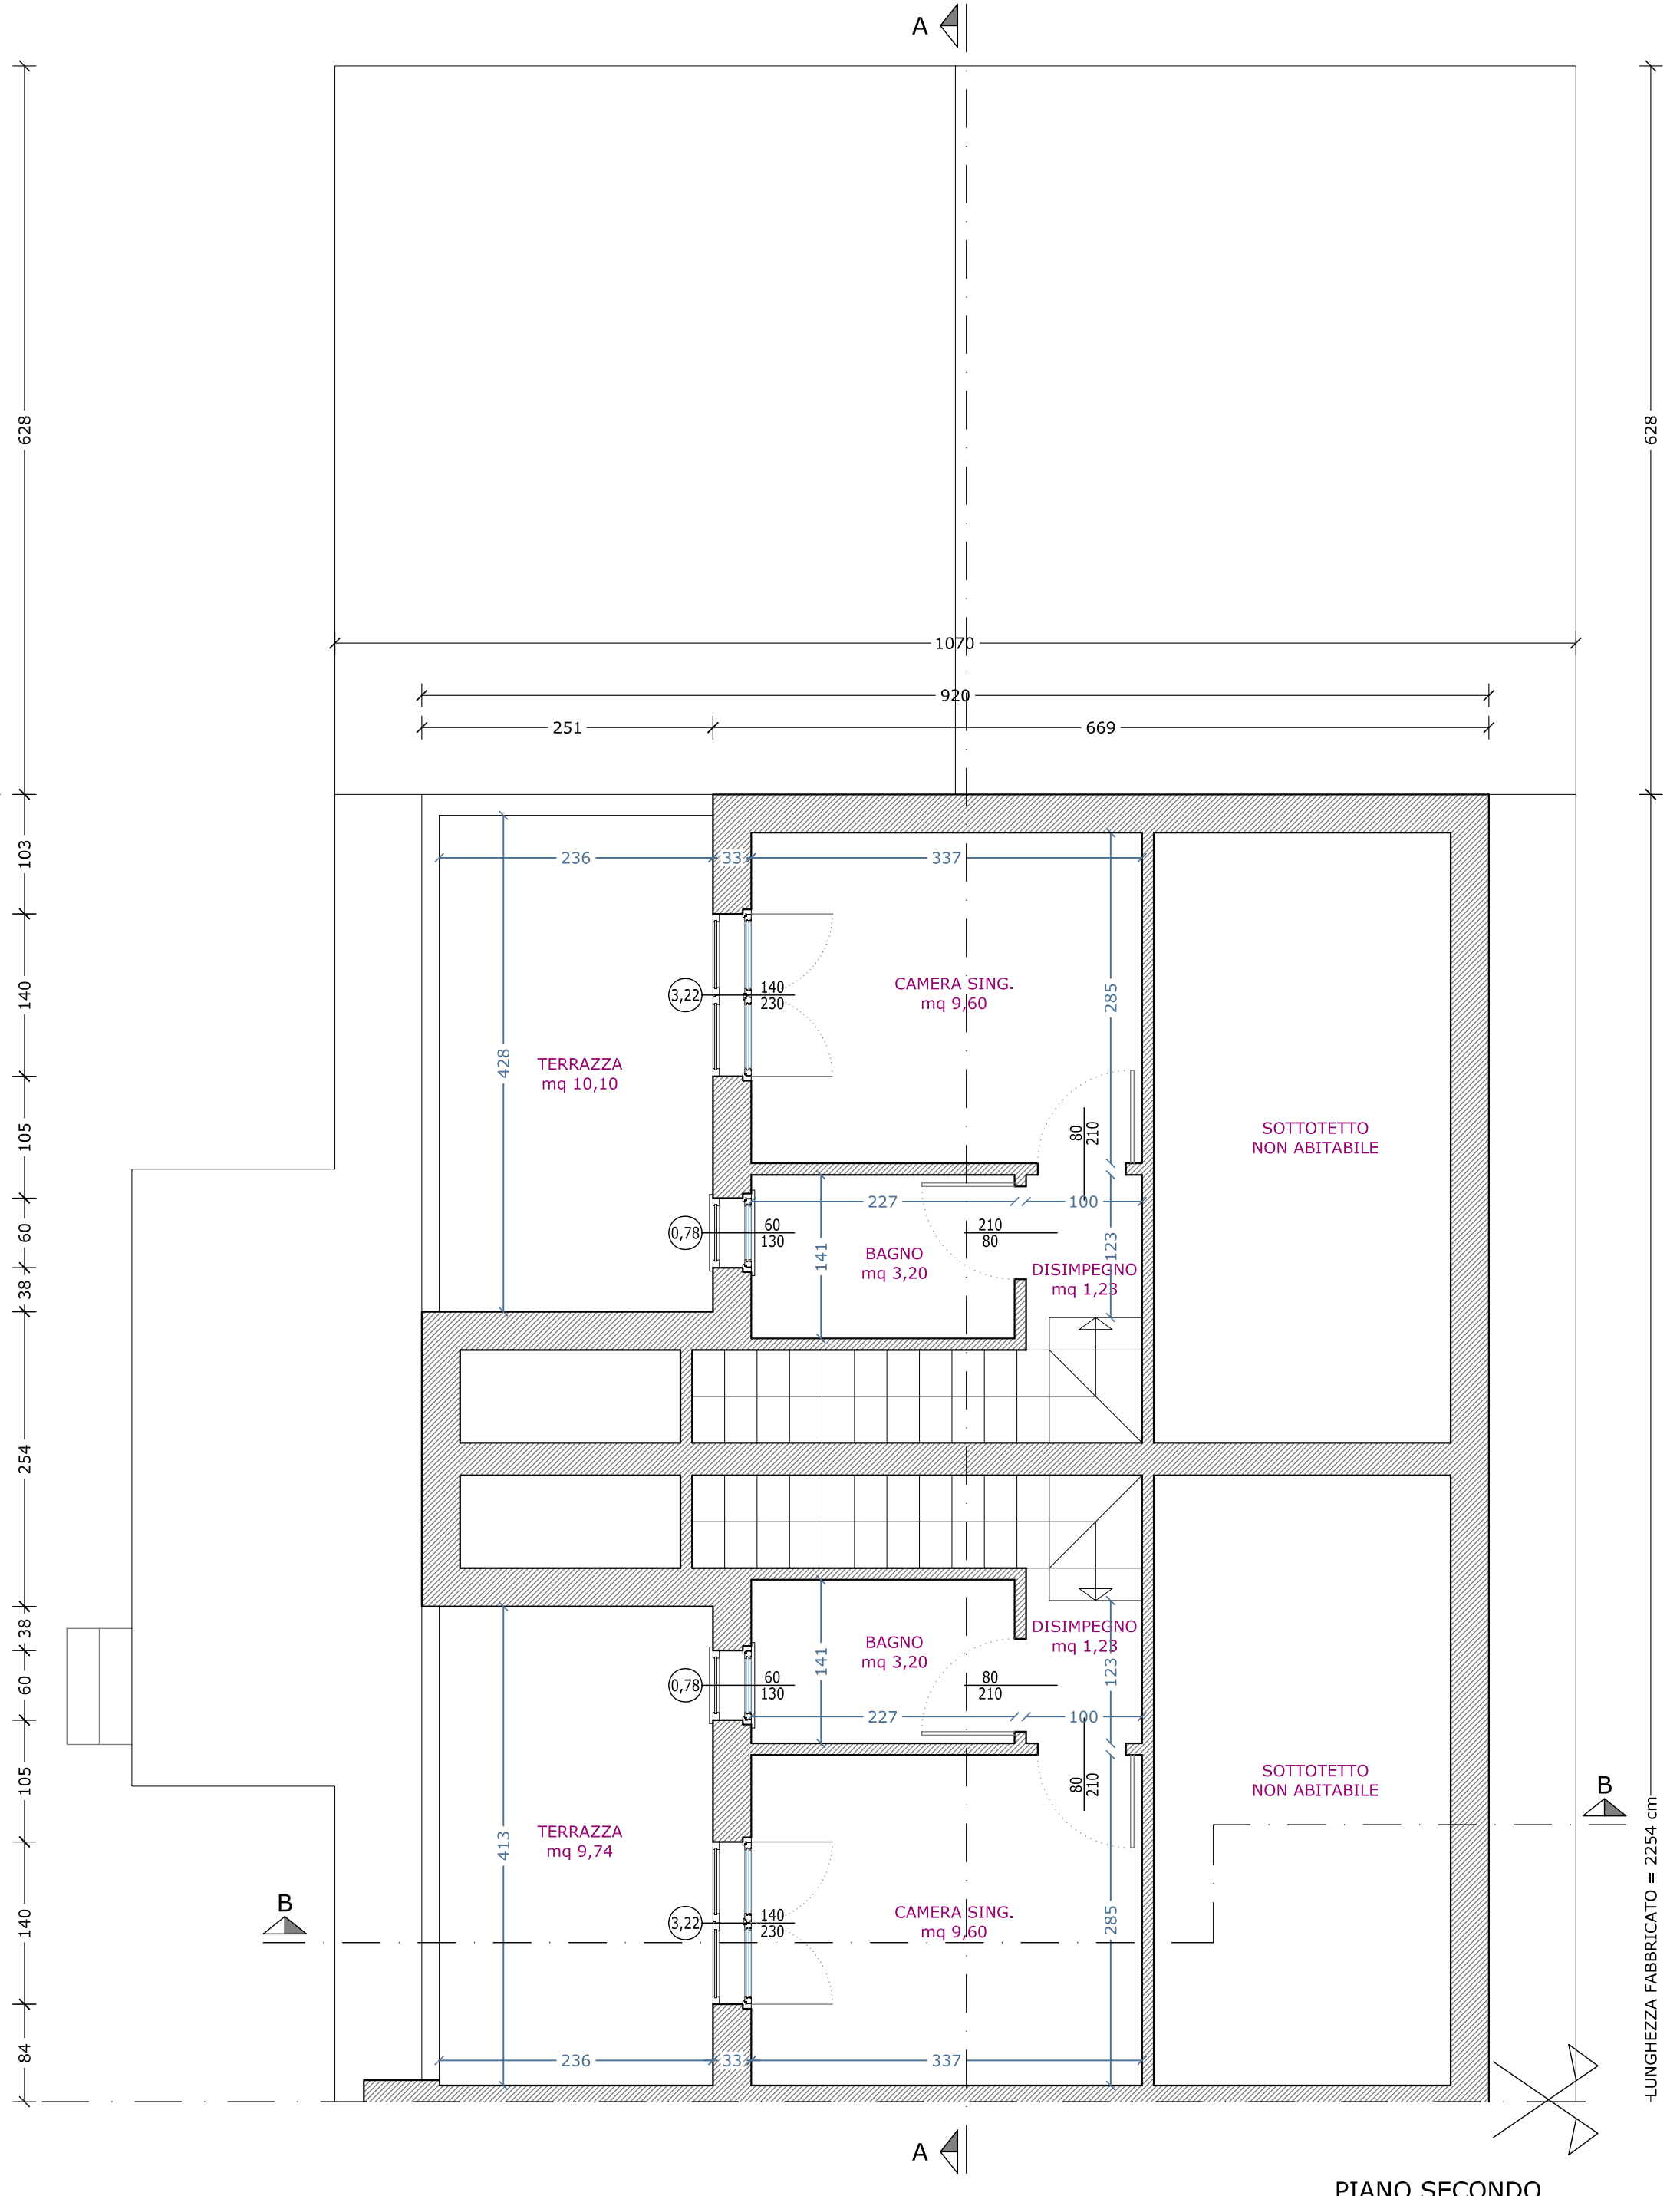 A
628
628
1070
920
251
669
103
236
33
337
140
CAMERA SING.
mq 9,60
3,22
140
230
285
428
TERRAZZA
mq 10,10
105
80
210
SOTTOTETTO
NON ABITABILE
227
100
60
0,78
60
130
210
80
141
BAGNO
mq 3,20
123
DISIMPEGNO
mq 1,23
38
254
38
DISIMPEGNO
mq 1,23
BAGNO
mq 3,20
141
123
60
0,78
60
130
80
210
227
100
105
80
210
SOTTOTETTO
NON ABITABILE
B
TERRAZZA
mq 9,74
413
B
140
3,22
140
230
CAMERA SING.
mq 9,60
285
LUNGHEZZA FABBRICATO = 2254 cm
84
236
33
337
A
PIANO SECONDO